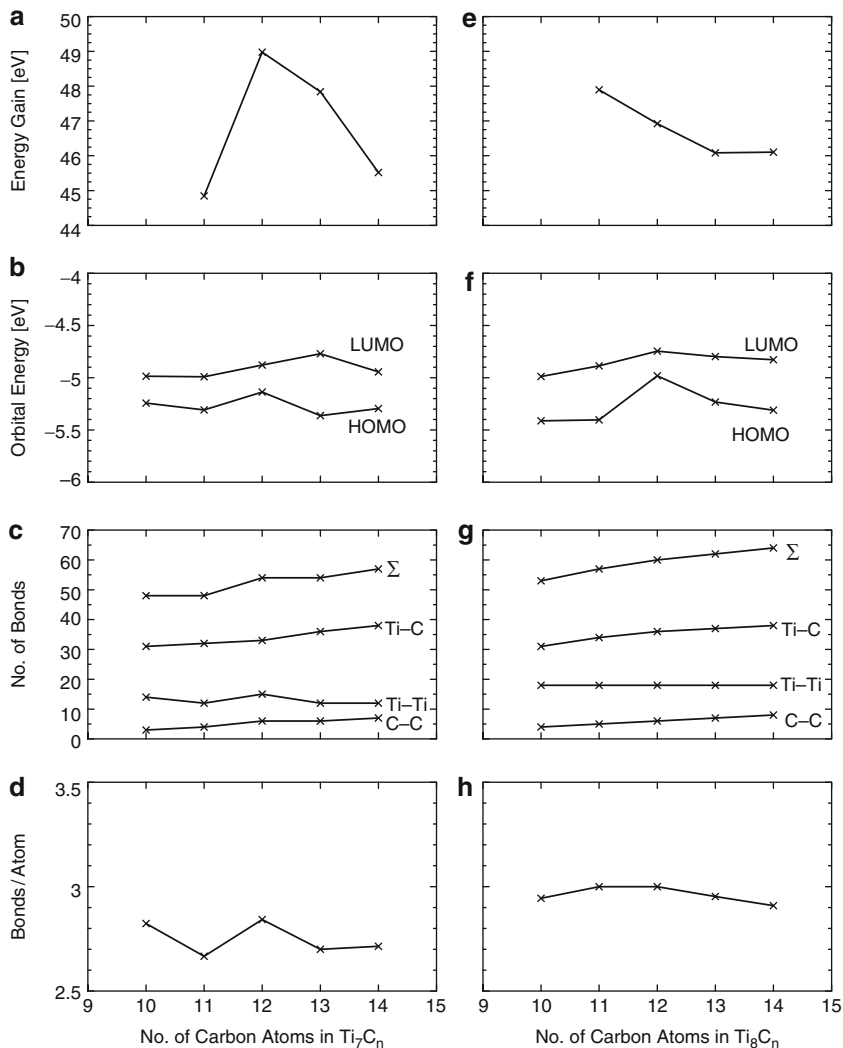 a
50
49
48
47
46
45
44
Energy Gain [eV]
e
b
−4
−4.5
−5
−5.5
−6
Orbital Energy [eV]
LUMO
HOMO
f
LUMO
HOMO
c
70
60
50
40
30
20
10
0
No. of Bonds
Σ
Ti–C
Ti–Ti
C–C
g
Σ
Ti–C
Ti–Ti
C–C
d
3.5
3
2.5
Bonds/Atom
9 10 11 12 13 14 15
No. of Carbon Atoms in Ti₇Cₙ
h
9 10 11 12 13 14 15
No. of Carbon Atoms in Ti₈Cₙ